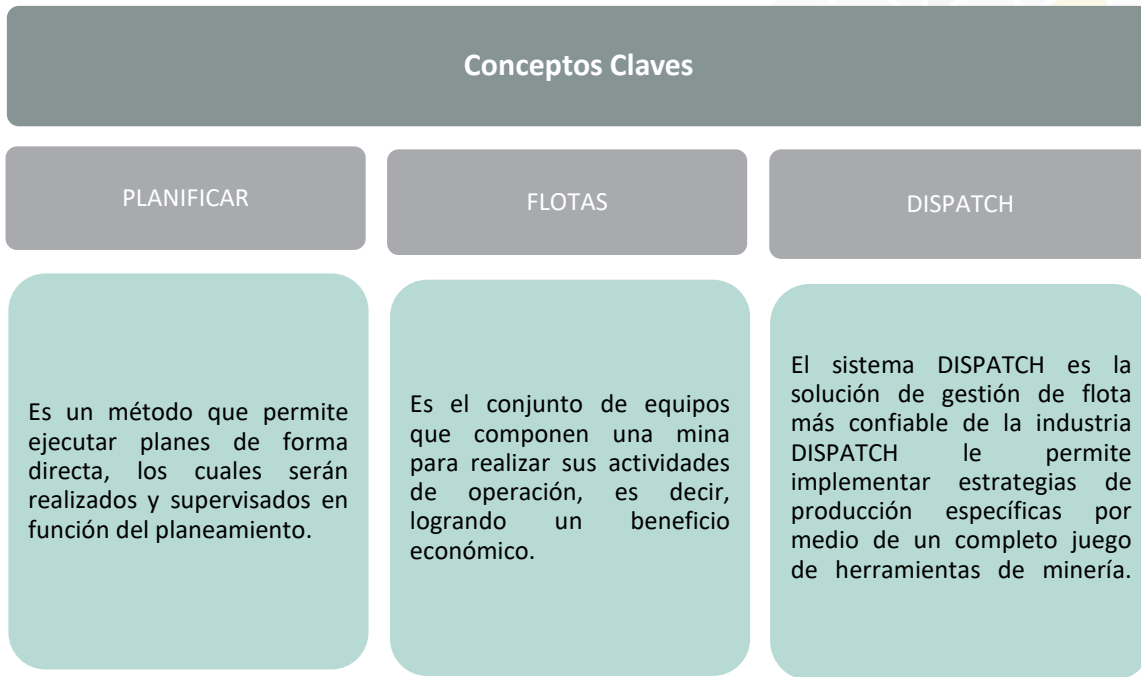 Conceptos Claves
PLANIFICAR
FLOTAS
DISPATCH
Es un método que permite
ejecutar planes de forma
directa, los cuales serán
realizados y supervisados en
función del planeamiento.
Es el conjunto de equipos
que componen una mina
para realizar sus actividades
de operación, es decir,
logrando un beneficio
económico.
El sistema DISPATCH es la
solución de gestión de flota
más confiable de la industria
DISPATCH le permite
implementar estrategias de
producción específicas por
medio de un completo juego
de herramientas de minería.